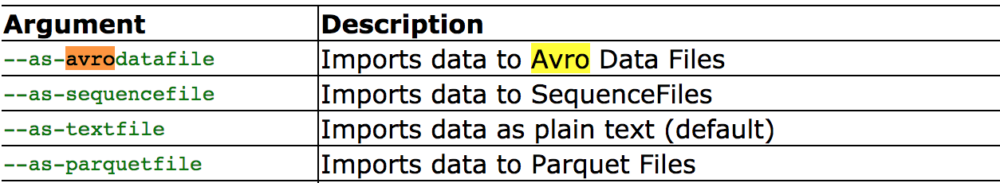 Argument Description
--as-avrodatafile Imports data to Avro Data Files
--as-sequencefile Imports data to SequenceFiles
--as-textfile Imports data as plain text (default)
--as-parquetfile Imports data to Parquet Files